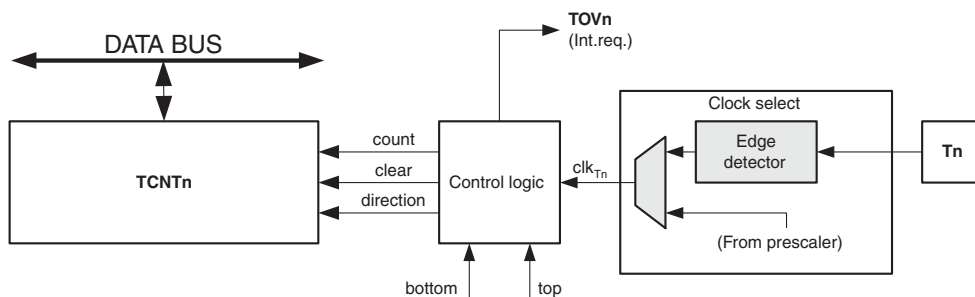 TOVn
(Int.req.)
DATA BUS
Clock select
TCNTn
count
clear
direction
Control logic
clkTn
Edge
detector
Tn
(From prescaler)
bottom
top